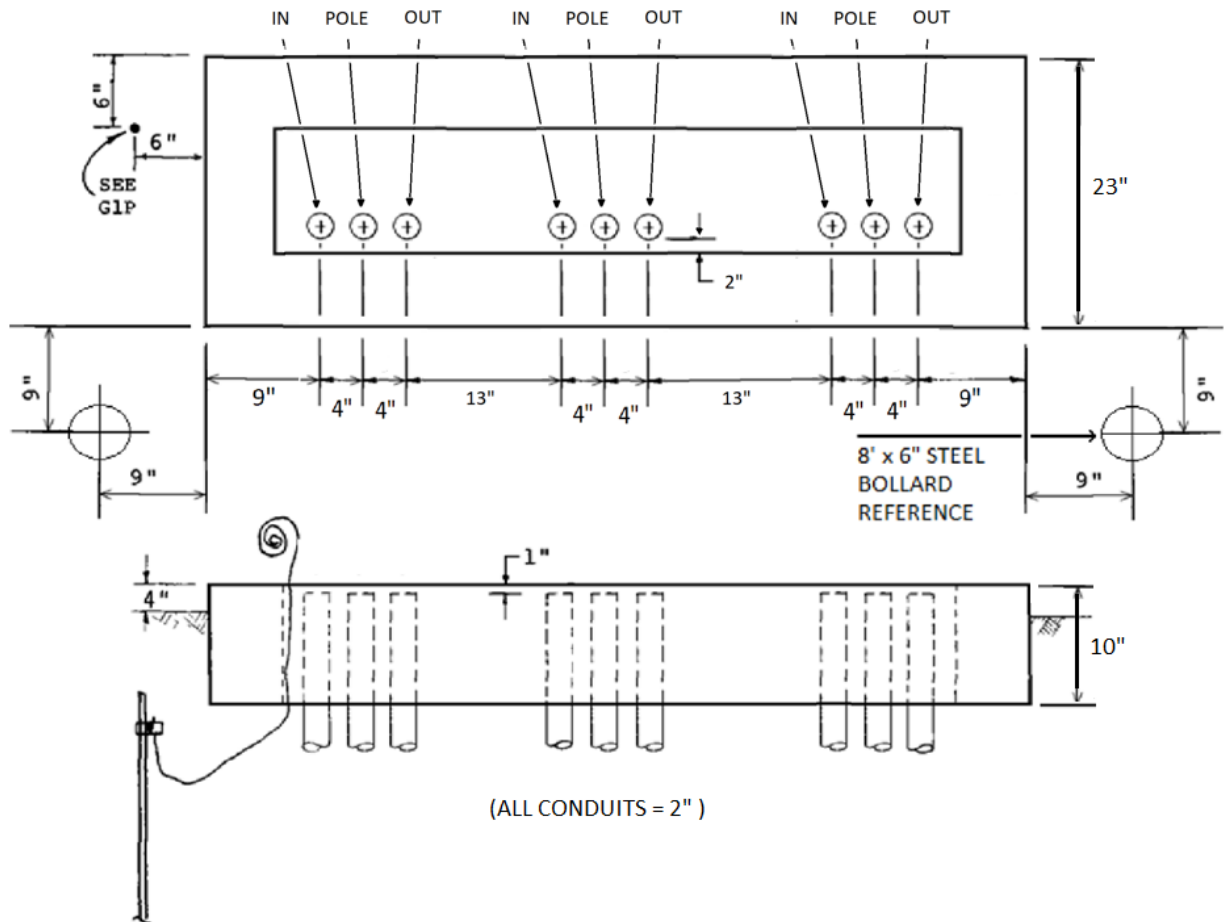 IN POLE OUT IN POLE OUT IN POLE OUT
6"
6"
SEE
G1P
23"
2"
9" 4" 4" 13" 4" 4" 13" 4" 4" 9"
9"
9"
9"
9"
8' x 6" STEEL
BOLLARD
REFERENCE
1"
4"
10"
(ALL CONDUITS = 2" )